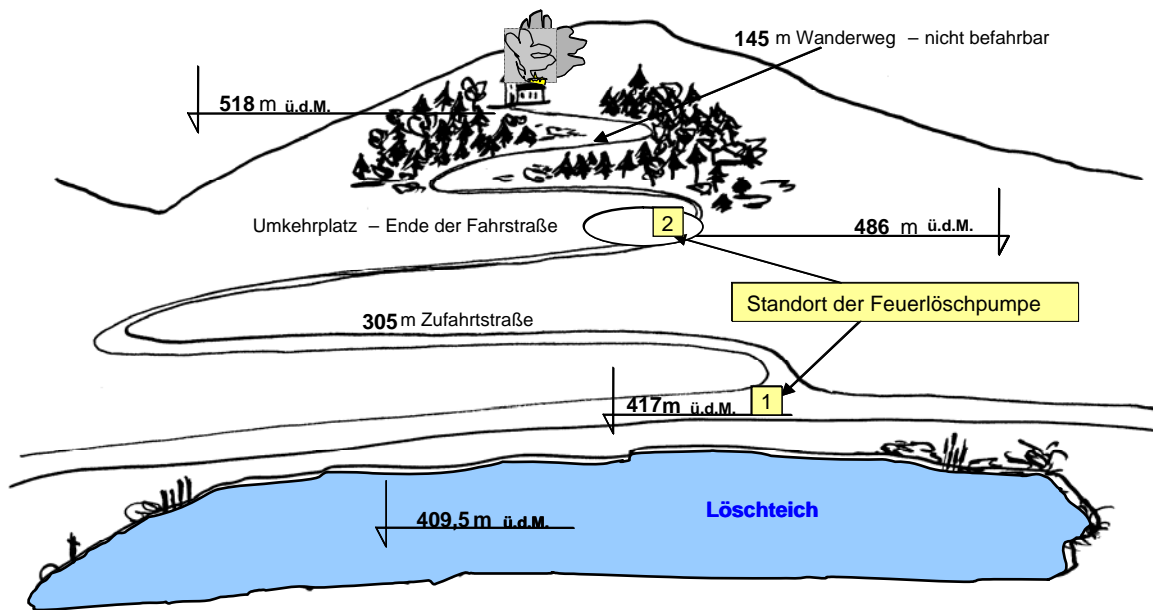 145 m Wanderweg – nicht befahrbar
518 m ü.d.M.
Umkehrplatz – Ende der Fahrstraße
2
486 m ü.d.M.
Standort der Feuerlöschpumpe
305 m Zufahrtstraße
417m ü.d.M.
1
409,5 m ü.d.M.
Löschteich